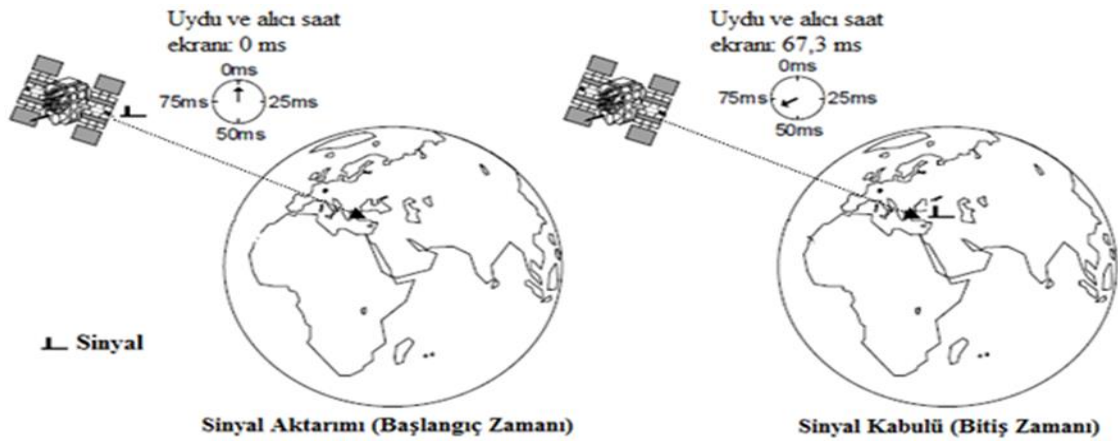 Uydu ve alıcı saat
ekranı: 0 ms
0ms
75ms
25ms
50ms
Sinyal
Sinyal Aktarımı (Başlangıç Zamanı)
Uydu ve alıcı saat
ekranı: 67,3 ms
0ms
75ms
25ms
50ms
Sinyal Kabulü (Bitiş Zamanı)